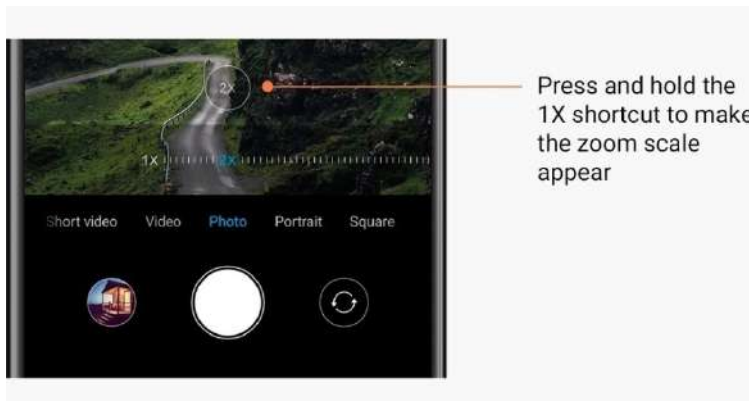 2X
Press and hold the
1X shortcut to make
the zoom scale
appear
1X 2X
Short video Video Photo Portrait Square